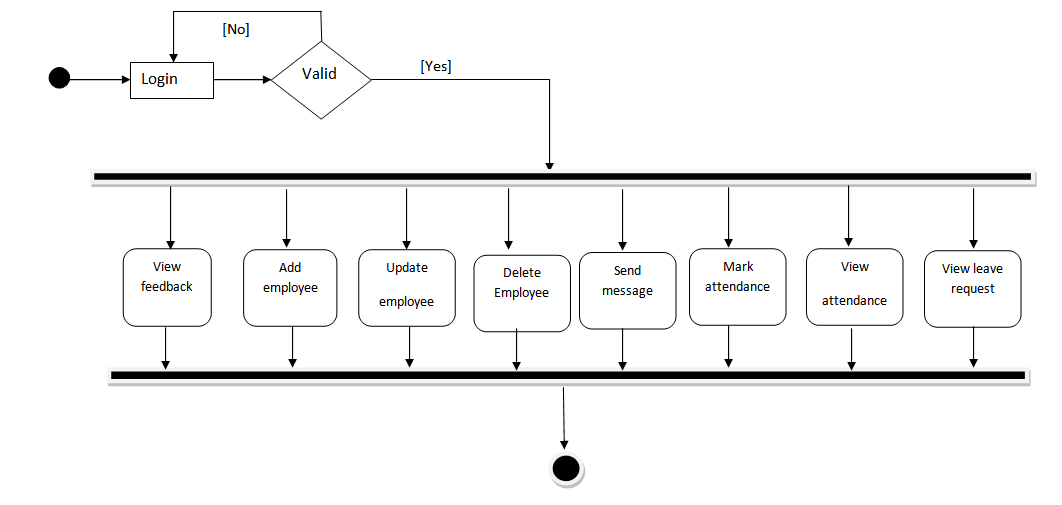 [No]
[Yes]
Login
Valid
View
feedback
Add
employee
Update
employee
Delete
Employee
Send
message
Mark
attendance
View
attendance
View leave
request